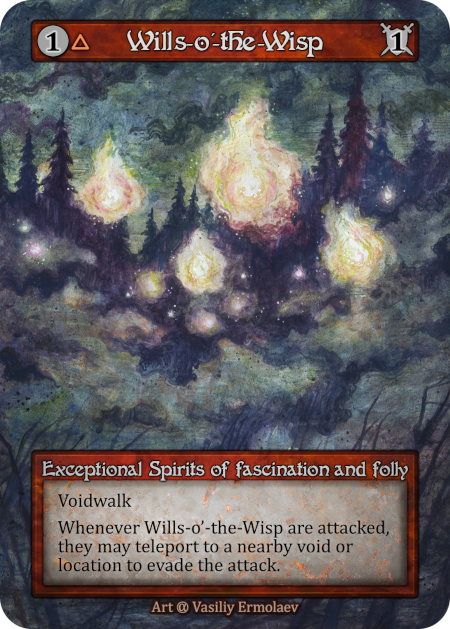 1 Wills-o'-the-Wisp 1
Exceptional Spirits of fascination and folly
Voidwalk
Whenever Wills-o'-the-Wisp are attacked,
they may teleport to a nearby void or
location to evade the attack.
Art @ Vasiliy Ermolaev